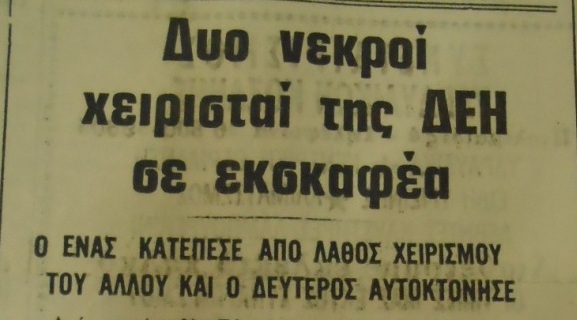 Δυο νεκροί
χειρισταί της ΔΕΗ
σε εκσκαφέα
Ο ΕΝΑΣ ΚΑΤΕΠΕΣΕ ΑΠΟ ΛΑΘΟΣ ΧΕΙΡΙΣΜΟΥ
ΤΟΥ ΑΛΛΟΥ ΚΑΙ Ο ΔΕΥΤΕΡΟΣ ΑΥΤΟΚΤΟΝΗΣΕ